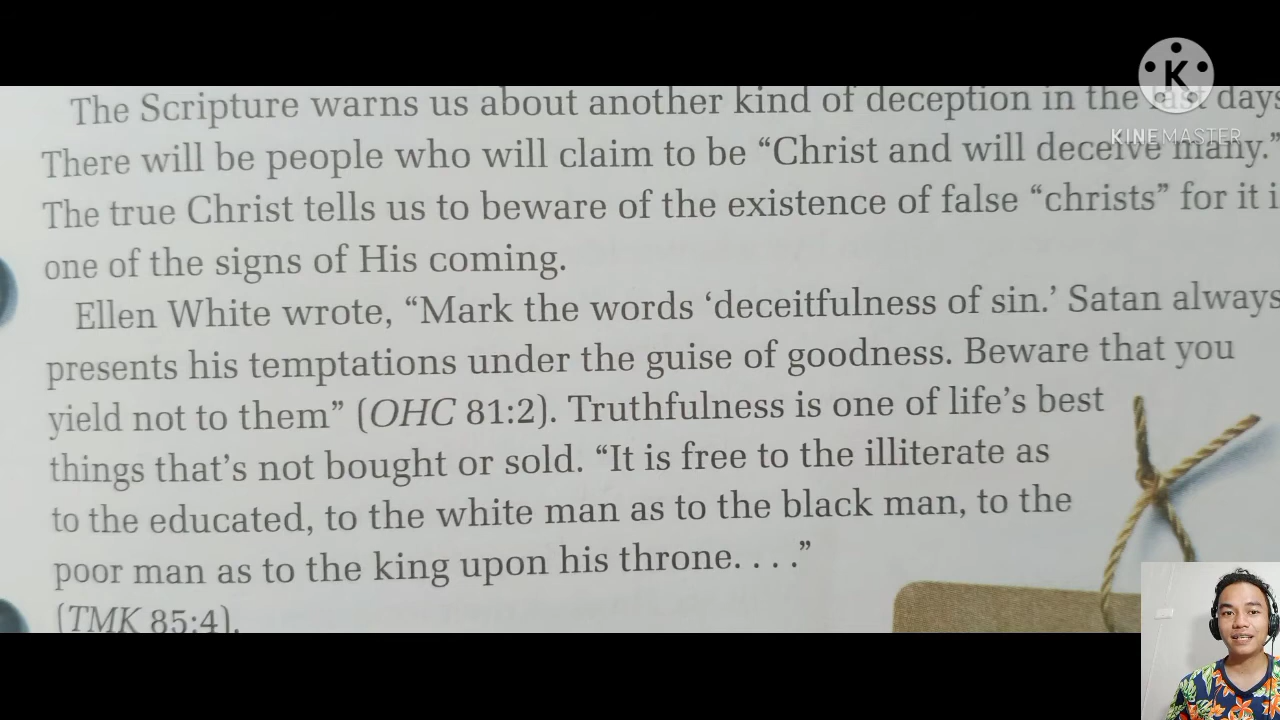 The Scripture warns us about another kind of deception in the last days
There will be people who will claim to be “Christ and will deceive many.”
The true Christ tells us to beware of the existence of false “christs” for it i
one of the signs of His coming.
Ellen White wrote, “Mark the words ‘deceitfulness of sin.’ Satan always
presents his temptations under the guise of goodness. Beware that you
yield not to them” (OHC 81:2). Truthfulness is one of life’s best
things that’s not bought or sold. “It is free to the illiterate as
to the educated, to the white man as to the black man, to the
poor man as to the king upon his throne. . . .”
(TMK 85:4).
K
KINEMASTER